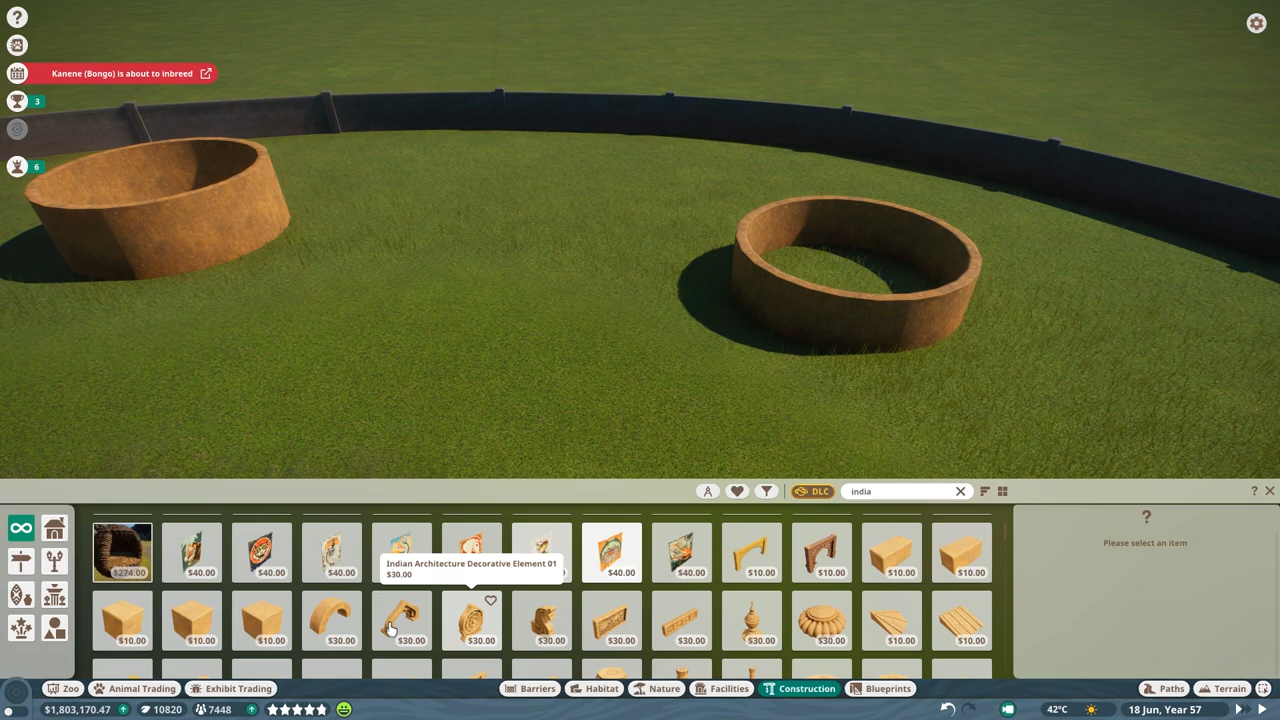 ?
Kanene (Bongo) is about to inbreed
3
6
DLC
india
?
?
Please select an item
$274.00 $40.00 $40.00 $40.00 $40.00 $40.00 $10.00 $10.00 $10.00 $10.00
Indian Architecture Decorative Element 01
$30.00
$10.00 $10.00 $10.00 $30.00 $30.00 $30.00 $30.00 $30.00 $30.00 $30.00 $30.00 $10.00 $10.00
Zoo Animal Trading Exhibit Trading Barriers Habitat Nature Facilities Construction Blueprints Paths Terrain
$1,803,170.47 10820 7448 42°C 18 Jun, Year 57